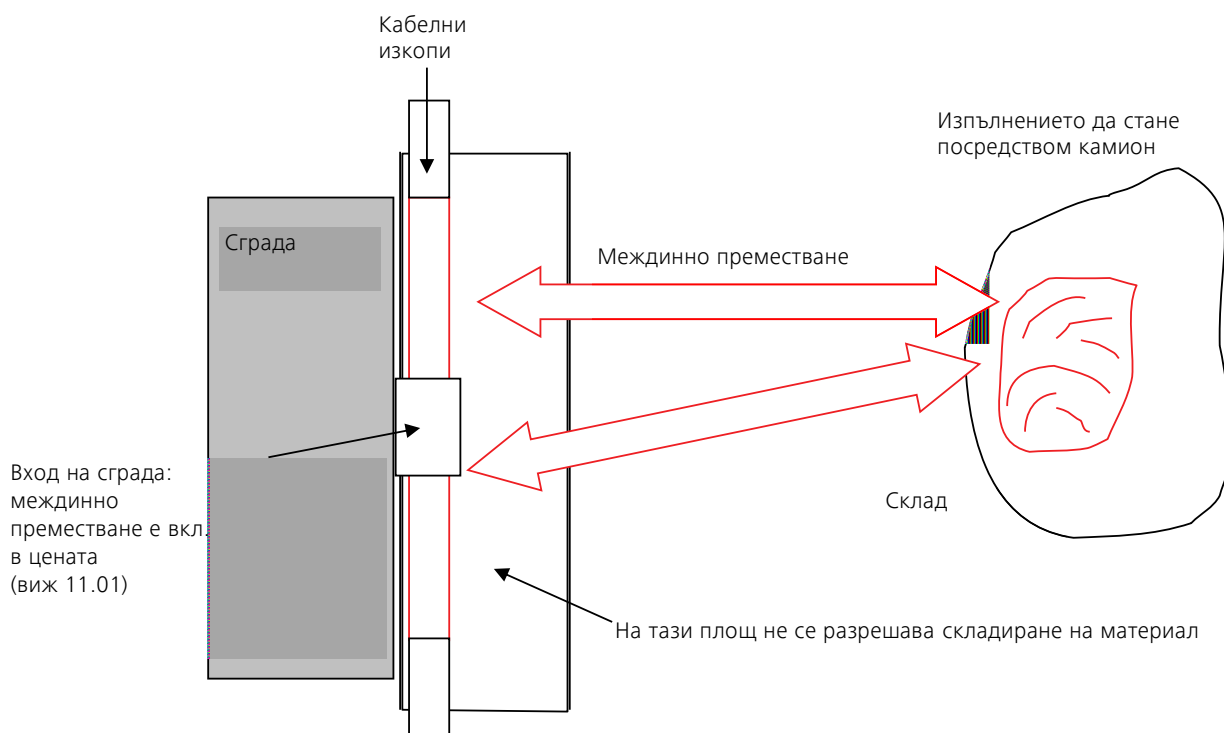 Кабелни
изкопи
Изпълнението да стане
посредством камион
Сграда
Междинно преместване
Вход на сграда:
междинно
преместване е вкл.
в цената
(виж 11.01)
Склад
На тази площ не се разрешава складиране на материал